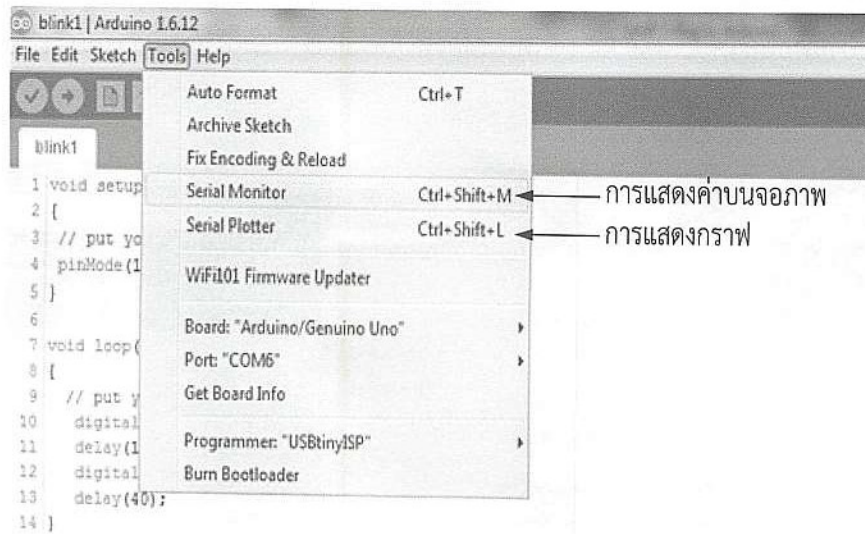 blink1 | Arduino 1.6.12
File Edit Sketch Tools Help
Auto Format Ctrl+T
Archive Sketch
blink1
Fix Encoding & Reload
1 void setup
Serial Monitor Ctrl+Shift+M การแสดงค่าบนจอภาพ
2 {
Serial Plotter Ctrl+Shift+L การแสดงกราฟ
3 // put yo
4 pinMode(1
WiFi101 Firmware Updater
5 }
6
Board: "Arduino/Genuino Uno"
7 void loop(
Port: "COM6"
8 {
9 // put y
Get Board Info
10 digital
11 delay(1
Programmer: "USBtinyISP"
12 digital
Burn Bootloader
13 delay(40);
14 }